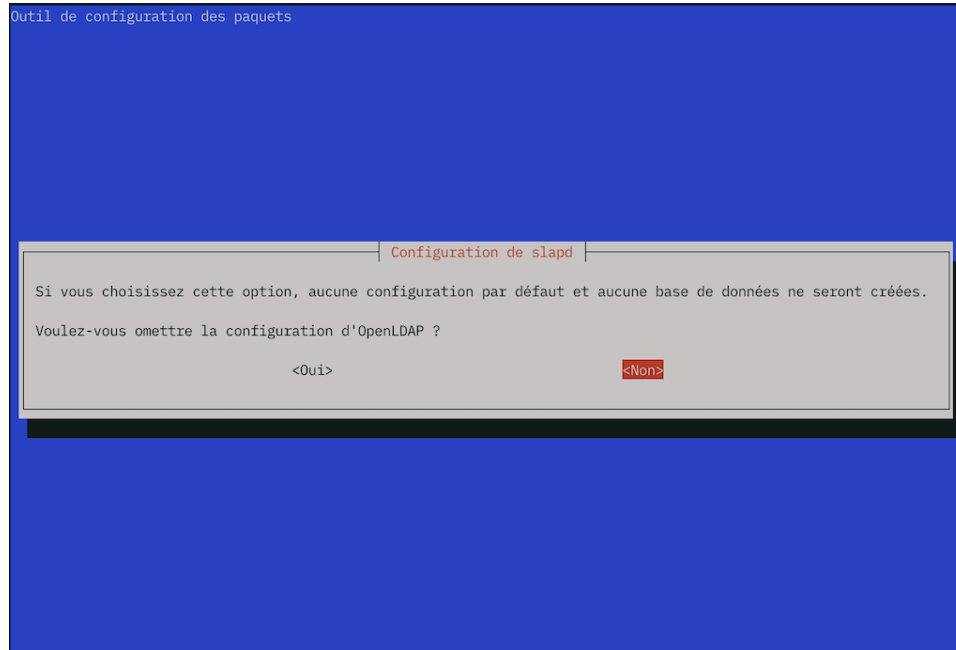 Outil de configuration des paquets
Configuration de slapd
Si vous choisissez cette option, aucune configuration par défaut et aucune base de données ne seront créées.
Voulez-vous omettre la configuration d'OpenLDAP ?
<Oui> <Non>